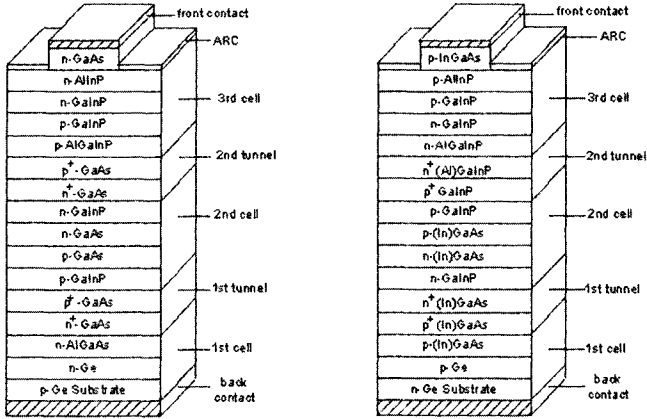 front contact
ARC
n-GaAs
n-AlInP
n-GaInP
3rd cell
p-GaInP
p-AlGaInP
2nd tunnel
p+-GaAs
n+-GaAs
n-GaInP
2nd cell
n-GaAs
p-GaAs
p-GaInP
1st tunnel
p+-GaAs
n+-GaAs
n-AlGaAs
1st cell
n-Ge
p-Ge Substrate
back
contact
front contact
ARC
p-InGaAs
p-AlInP
p-GaInP
3rd cell
n-GaInP
n-AlGaInP
2nd tunnel
n+(Al)GaInP
p+GaInP
p-GaInP
2nd cell
p-(In)GaAs
n-(In)GaAs
n-GaInP
1st tunnel
n+(In)GaAs
p+(In)GaAs
p-(In)GaAs
1st cell
p-Ge
n-Ge Substrate
back
contact